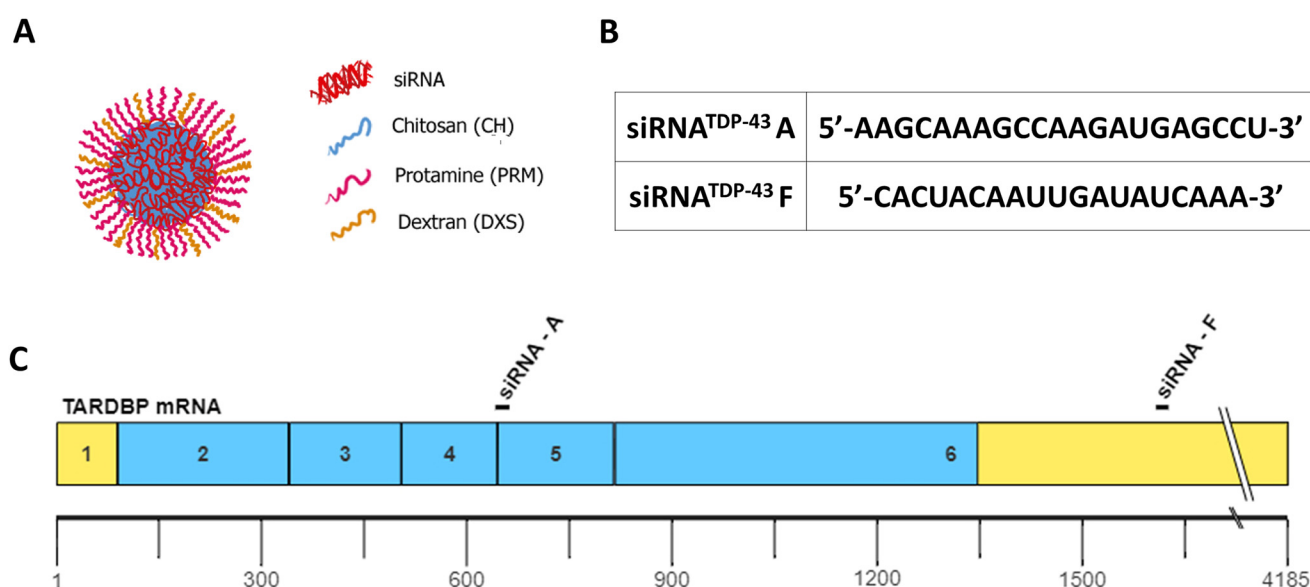 A
siRNA
Chitosan (CH)
Protamine (PRM)
Dextran (DXS)
B
siRNATDP-43 A 5’-AAGCAAAGCCAAGAUGAGCCU-3’
siRNATDP-43 F 5’-CACUACAAUUGAUAUCAAA-3’
C
siRNA - A
siRNA - F
TARDBP mRNA
1 2 3 4 5 6
1 300 600 900 1200 1500 4185